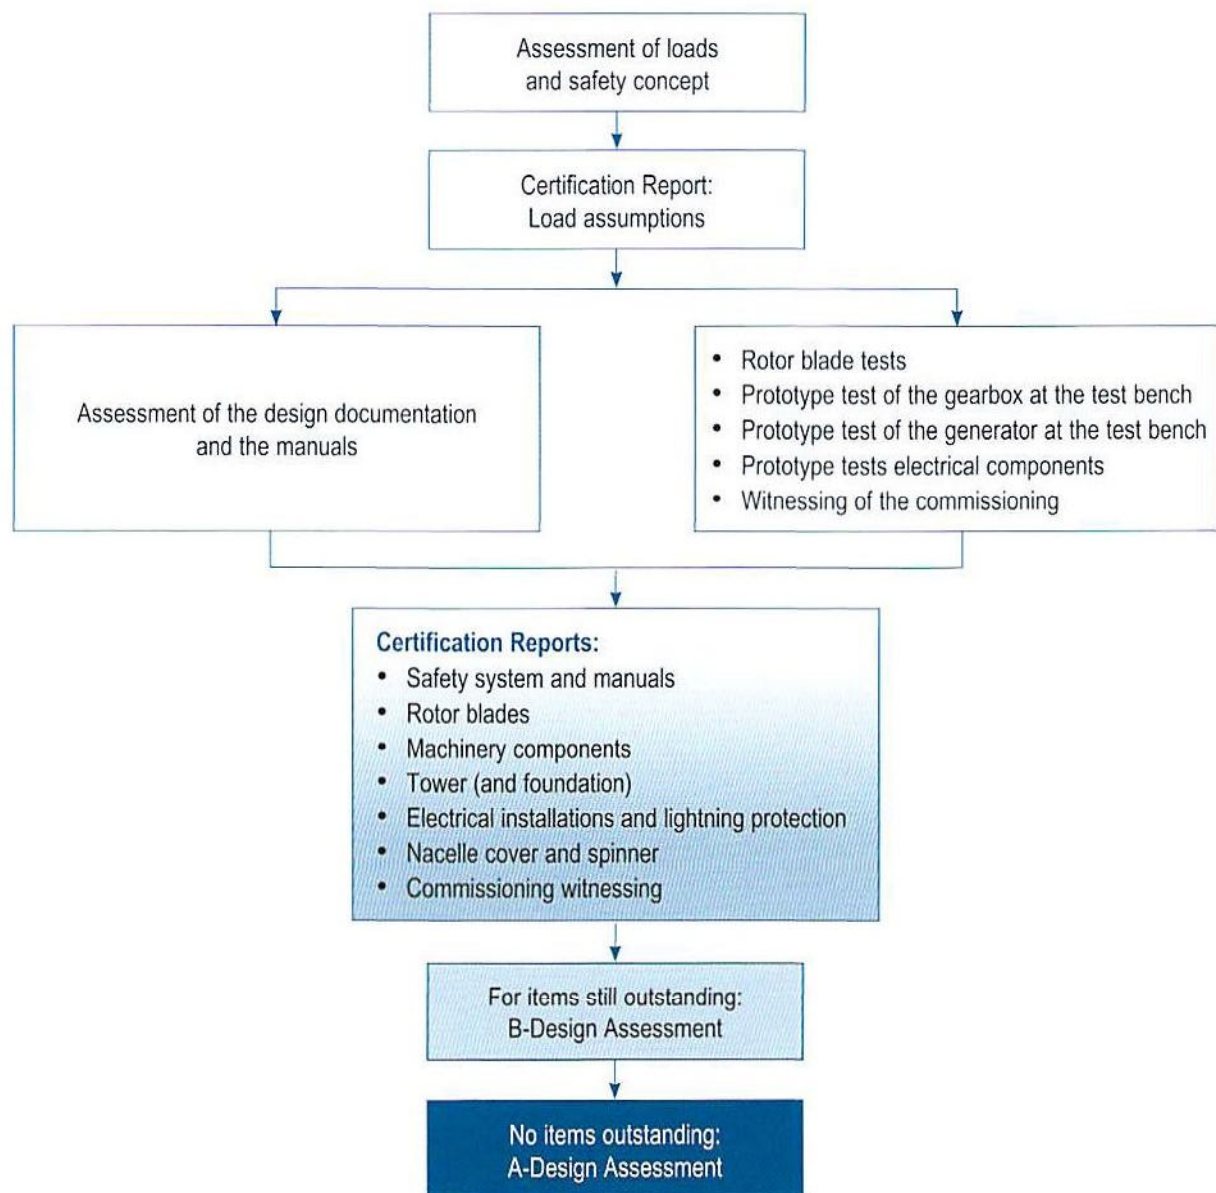 Assessment of loads
and safety concept
Certification Report:
Load assumptions
Assessment of the design documentation
and the manuals
• Rotor blade tests
• Prototype test of the gearbox at the test bench
• Prototype test of the generator at the test bench
• Prototype tests electrical components
• Witnessing of the commissioning
Certification Reports:
• Safety system and manuals
• Rotor blades
• Machinery components
• Tower (and foundation)
• Electrical installations and lightning protection
• Nacelle cover and spinner
• Commissioning witnessing
For items still outstanding:
B-Design Assessment
No items outstanding:
A-Design Assessment